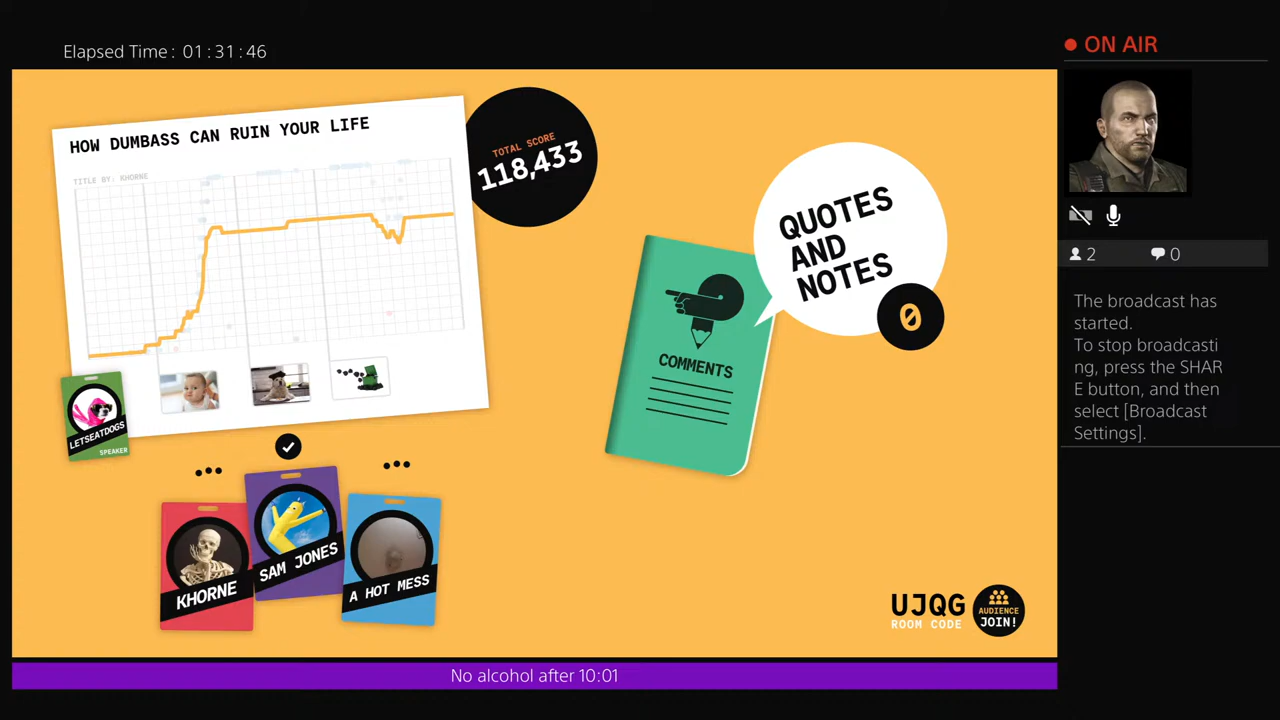 Elapsed Time: 01:31:46
ON AIR
HOW DUMBASS CAN RUIN YOUR LIFE
TITLE BY: KHORNE
TOTAL SCORE
118,433
QUOTES
AND
NOTES
0
COMMENTS
2
0
The broadcast has
started.
To stop broadcasti
ng, press the SHAR
E button, and then
select [Broadcast
Settings].
LETSEATDOGS
SPEAKER
KHORNE
SAM JONES
A HOT MESS
UJQG
ROOM CODE
AUDIENCE
JOIN!
No alcohol after 10:01